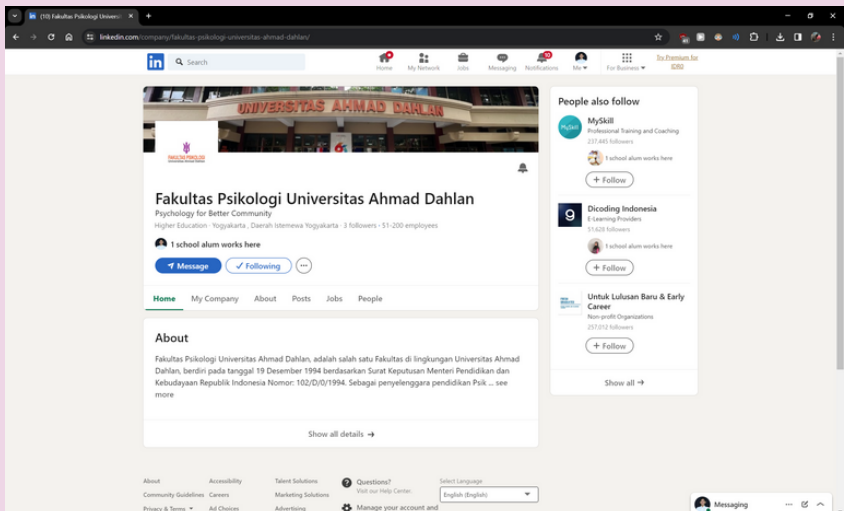 (10) Fakultas Psikologi Universi
linkedin.com/company/fakultas-psikologi-universitas-ahmad-dahlan/
in
Search
Home
My Network
Jobs
Messaging
Notifications
Me
For Business
Try Premium for
IDR0
UNIVERSITAS AHMAD DAHLAN
FAKULTAS PSIKOLOGI
Fakultas Psikologi Universitas Ahmad Dahlan
Psychology for Better Community
Higher Education · Yogyakarta , Daerah Istemewa Yogyakarta · 3 followers · 51-200 employees
1 school alum works here
Message
Following
Home
My Company
About
Posts
Jobs
People
About
Fakultas Psikologi Universitas Ahmad Dahlan, adalah salah satu Fakultas di lingkungan Universitas Ahmad
Dahlan, berdiri pada tanggal 19 Desember 1994 berdasarkan Surat Keputusan Menteri Pendidikan dan
Kebudayaan Republik Indonesia Nomor: 102/D/0/1994. Sebagai penyelenggara pendidikan Psik ... see
more
Show all details →
People also follow
MySkill
MySkill
Professional Training and Coaching
237,445 followers
1 school alum works here
+ Follow
Dicoding Indonesia
E-Learning Providers
51,628 followers
1 school alum works here
+ Follow
Untuk Lulusan Baru & Early
Career
Non-profit Organizations
257,012 followers
+ Follow
Show all →
About
Accessibility
Talent Solutions
Questions?
Visit our Help Center.
Select Language
English (English)
Community Guidelines
Careers
Marketing Solutions
Privacy & Terms
Ad Choices
Advertising
Manage your account and
Messaging